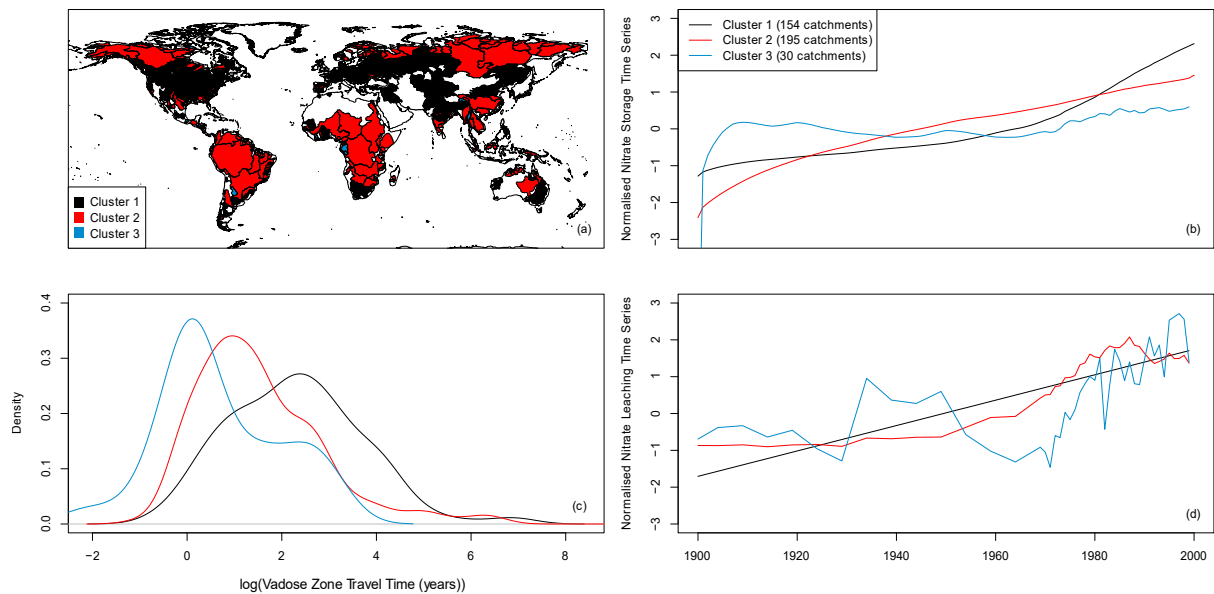 Cluster 1
Cluster 2
Cluster 3
(a)
Normalised Nitrate Storage Time Series
3
2
1
0
−1
−2
−3
Cluster 1 (154 catchments)
Cluster 2 (195 catchments)
Cluster 3 (30 catchments)
(b)
Density
0.4
0.3
0.2
0.1
0.0
−2
0
2
4
6
8
log(Vadose Zone Travel Time (years))
(c)
Normalised Nitrate Leaching Time Series
3
2
1
0
−1
−2
−3
1900
1920
1940
1960
1980
2000
(d)